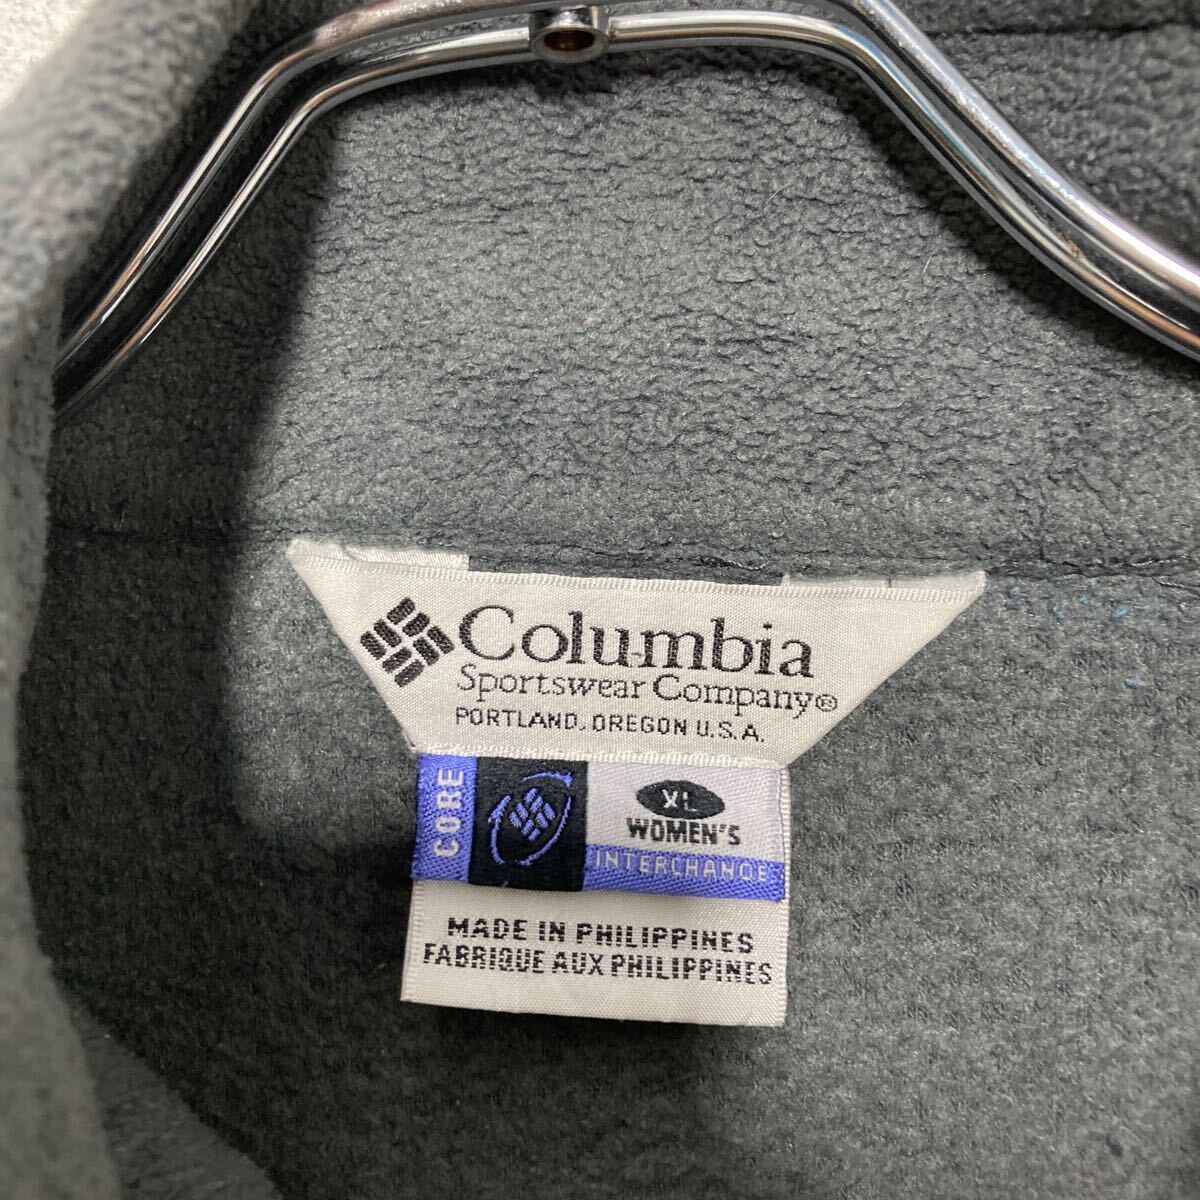 Columbia
Sportswear Company®
PORTLAND, OREGON U.S.A.
CORE
XL
WOMEN'S
INTERCHANGE
MADE IN PHILIPPINES
FABRIQUE AUX PHILIPPINES